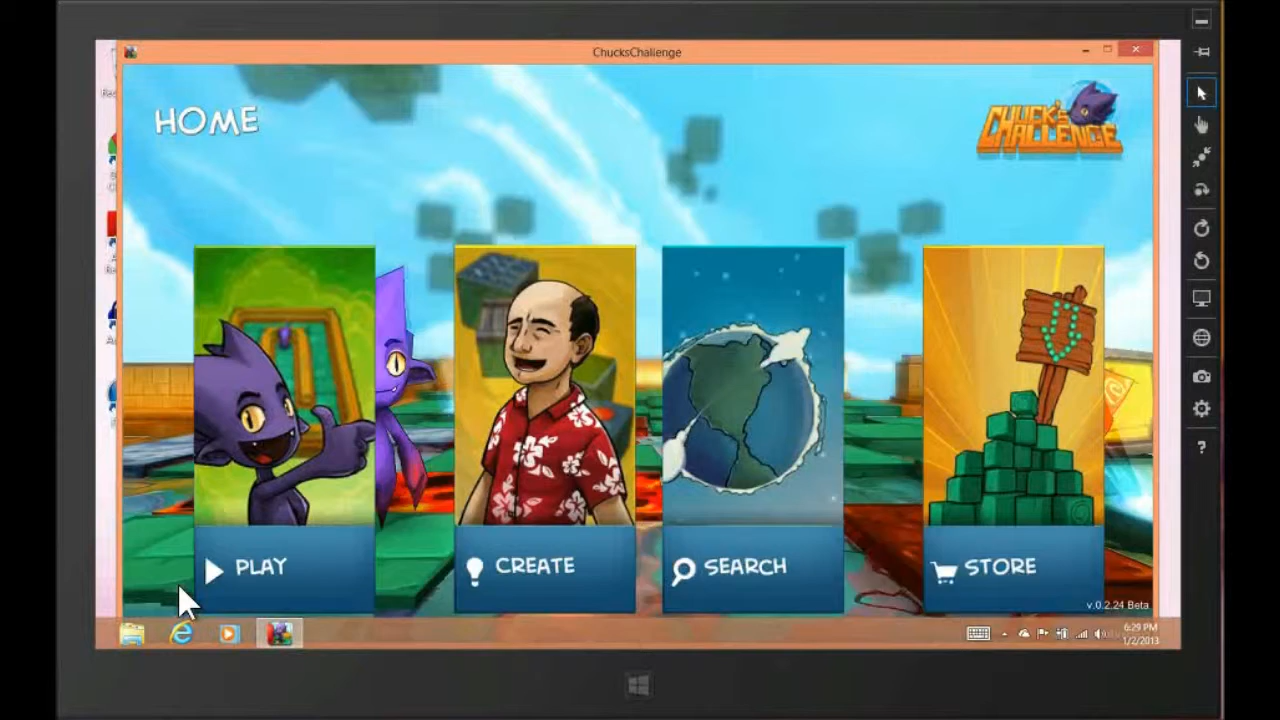 ChucksChallenge
HOME
CHUCK'S
CHALLENGE
PLAY
CREATE
SEARCH
STORE
v.0.2.24 Beta
6:29 PM
1/2/2013
?